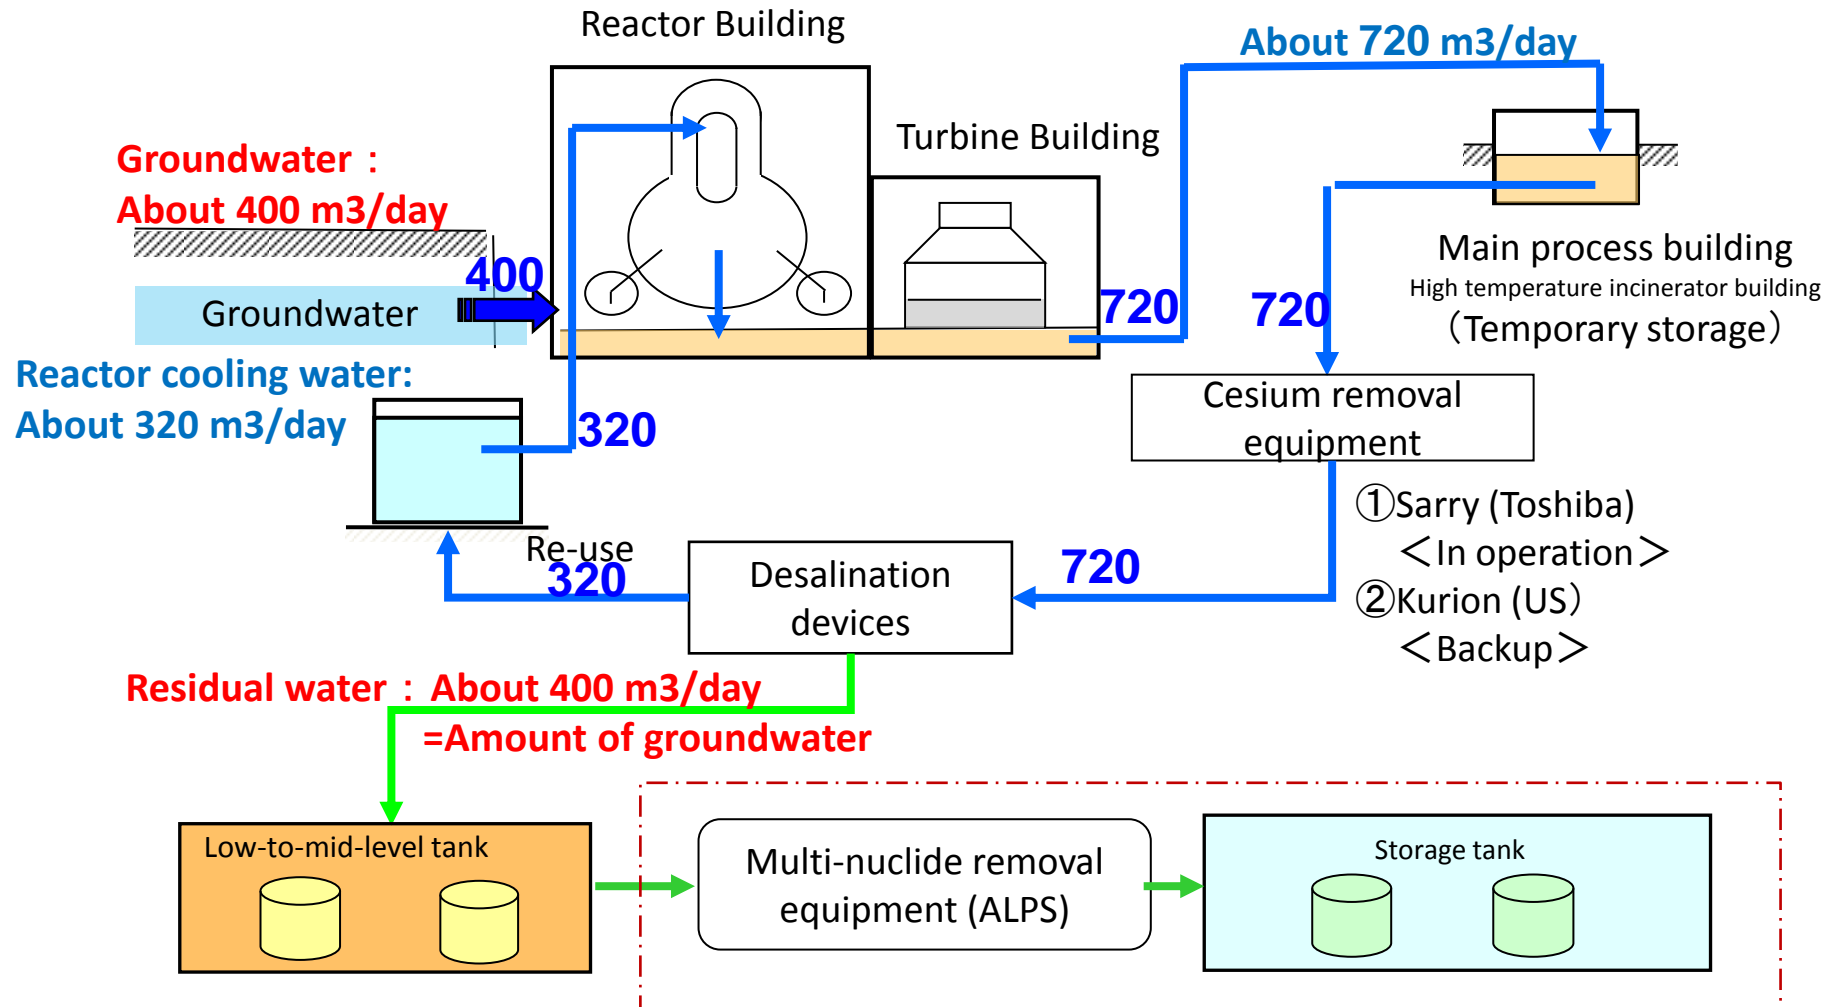 Reactor Building
About 720 m3/day
Turbine Building
Groundwater：
About 400 m3/day
400
Groundwater
720
720
Main process building
High temperature incinerator building
（Temporary storage）
Reactor cooling water:
About 320 m3/day
320
Cesium removal
equipment
①Sarry (Toshiba)
＜In operation＞
②Kurion (US）
＜Backup＞
Re-use
320
Desalination
devices
720
Residual water：About 400 m3/day
=Amount of groundwater
Low-to-mid-level tank
Multi-nuclide removal
equipment (ALPS)
Storage tank